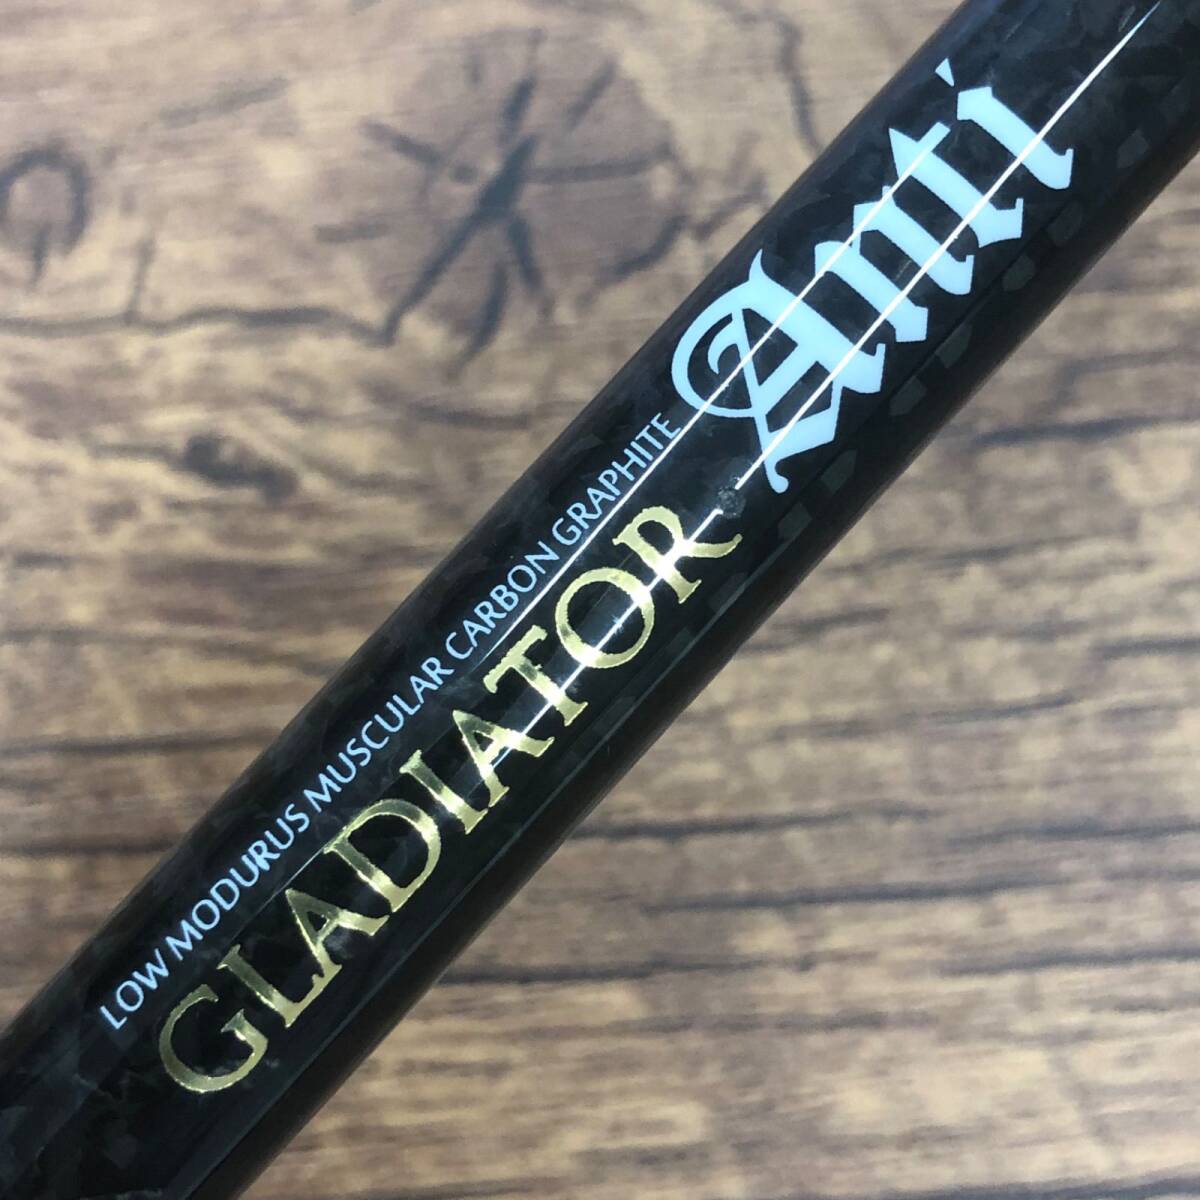 LOW MODURUS MUSCULAR CARBON GRAPHITE
GLADIATOR Anti